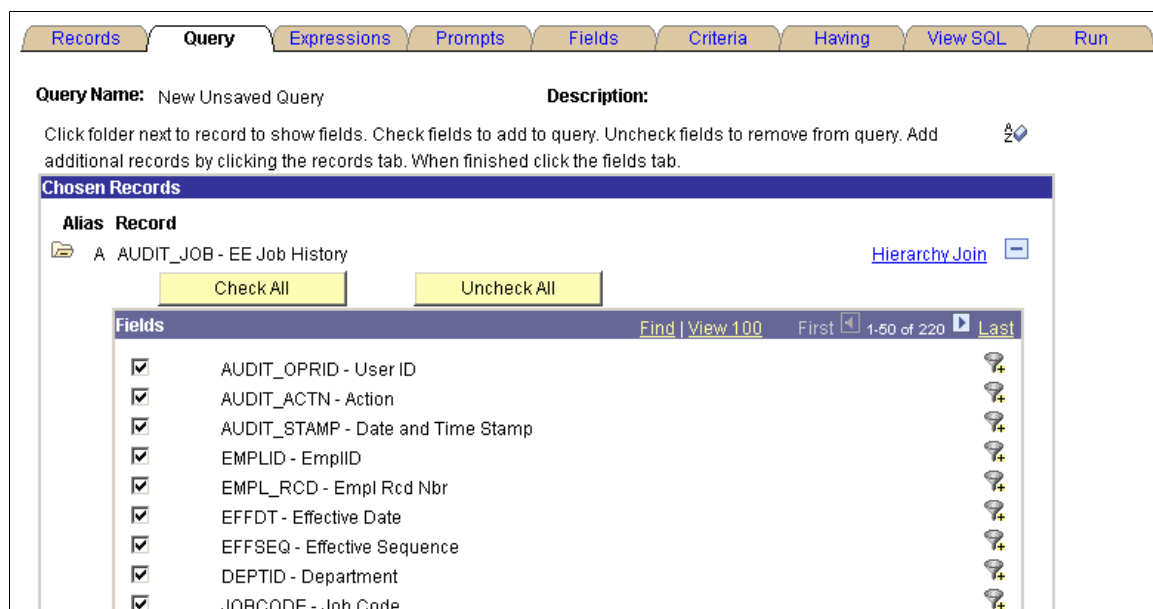 Records Query Expressions Prompts Fields Criteria Having View SQL Run
Query Name: New Unsaved Query Description:
Click folder next to record to show fields. Check fields to add to query. Uncheck fields to remove from query. Add
additional records by clicking the records tab. When finished click the fields tab.
Chosen Records
Alias Record
A AUDIT_JOB - EE Job History Hierarchy Join
Check All Uncheck All
Fields Find | View 100 First 1-50 of 220 Last
AUDIT_OPRID - User ID
AUDIT_ACTN - Action
AUDIT_STAMP - Date and Time Stamp
EMPLID - EmplID
EMPL_RCD - Empl Rcd Nbr
EFFDT - Effective Date
EFFSEQ - Effective Sequence
DEPTID - Department
JOBCODE - Job Code